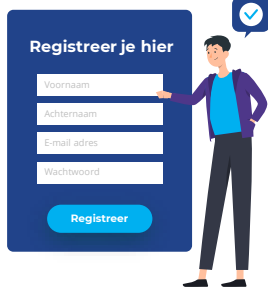 Registreer je hier
Voornaam
Achternaam
E-mail adres
Wachtwoord
Registreer